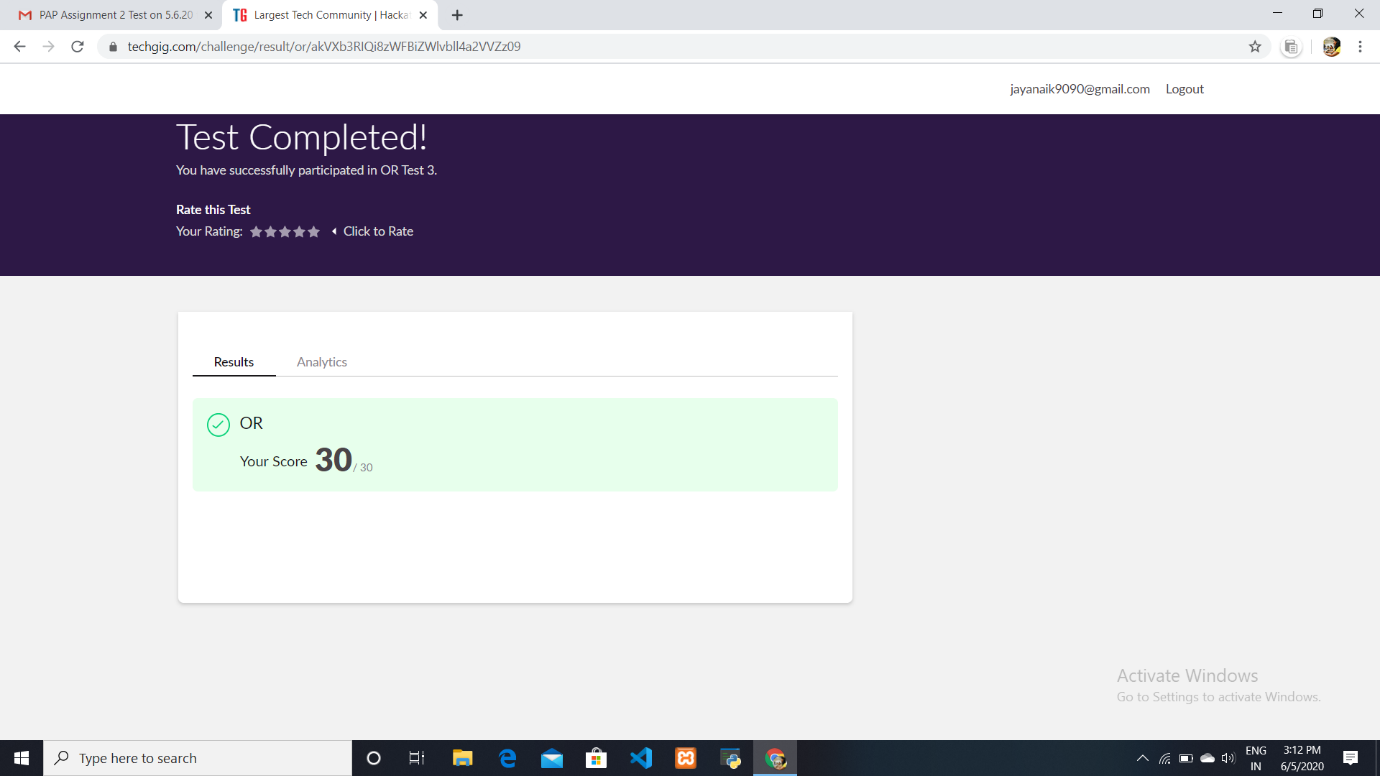 PAP Assignment 2 Test on 5.6.20
TG Largest Tech Community | Hacka
techgig.com/challenge/result/or/akVXb3RIQi8zWFBiZWlvbll4a2VVZz09
jayanaik9090@gmail.com Logout
Test Completed!
You have successfully participated in OR Test 3.
Rate this Test
Your Rating: Click to Rate
Results Analytics
OR
Your Score 30 / 30
Activate Windows
Go to Settings to activate Windows.
Type here to search
ENG
IN
3:12 PM
6/5/2020